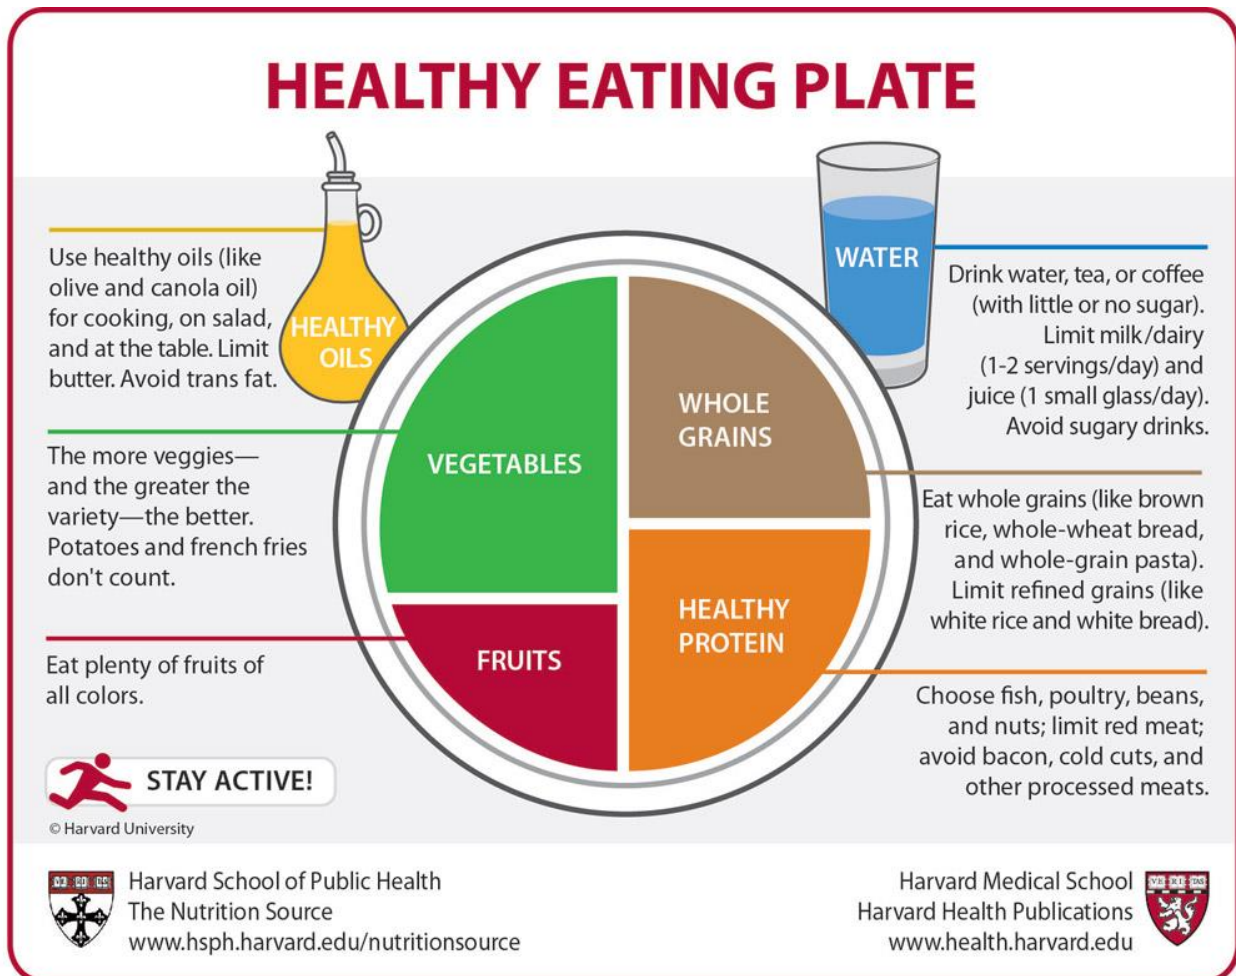 HEALTHY EATING PLATE
Use healthy oils (like
olive and canola oil)
for cooking, on salad,
and at the table. Limit
butter. Avoid trans fat.
HEALTHY
OILS
The more veggies—
and the greater the
variety—the better.
Potatoes and french fries
don't count.
Eat plenty of fruits of
all colors.
VEGETABLES
FRUITS
WHOLE
GRAINS
HEALTHY
PROTEIN
WATER
Drink water, tea, or coffee
(with little or no sugar).
Limit milk/dairy
(1-2 servings/day) and
juice (1 small glass/day).
Avoid sugary drinks.
Eat whole grains (like brown
rice, whole-wheat bread,
and whole-grain pasta).
Limit refined grains (like
white rice and white bread).
Choose fish, poultry, beans,
and nuts; limit red meat;
avoid bacon, cold cuts, and
other processed meats.
STAY ACTIVE!
© Harvard University
Harvard School of Public Health
The Nutrition Source
www.hsph.harvard.edu/nutritionsource
Harvard Medical School
Harvard Health Publications
www.health.harvard.edu
VE RI TAS